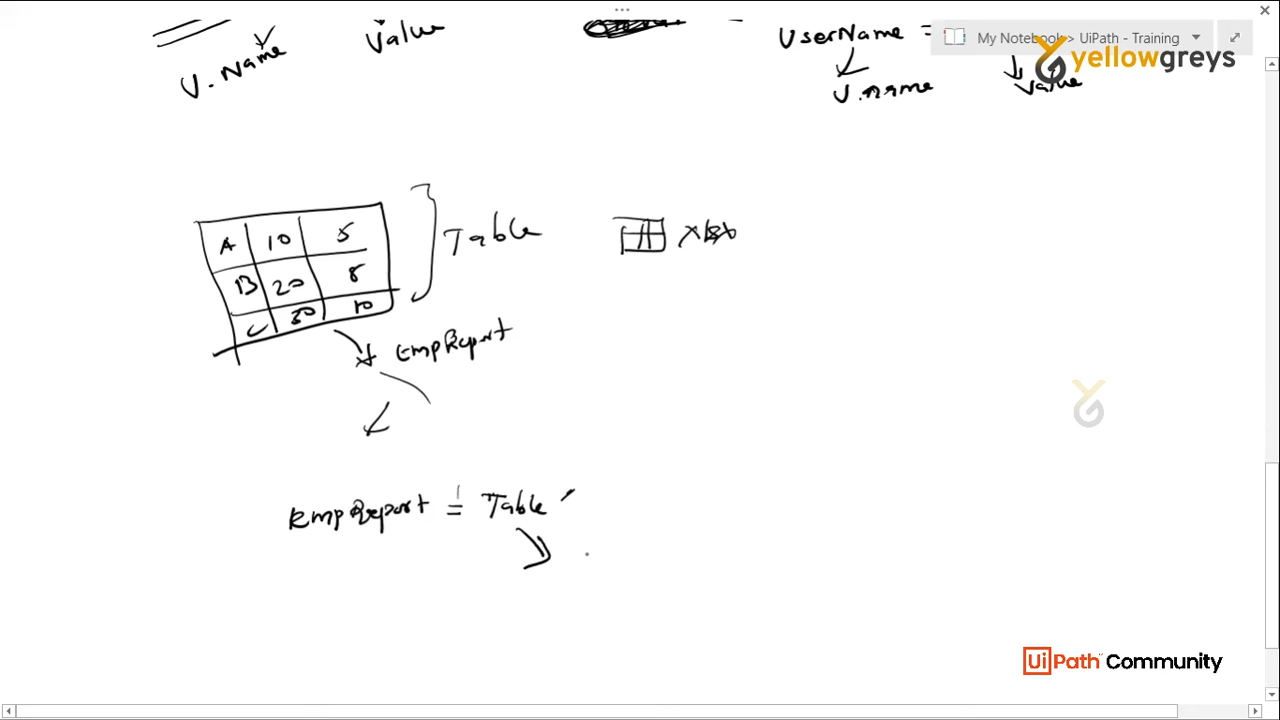 My Notebook > UiPath - Training
yellowgreys
Value
UserName =
V.Name
V.name
Value
A 10 5
Table
xlsx
B 20 8
10
EmpReport
EmpReport = Table
UiPath Community